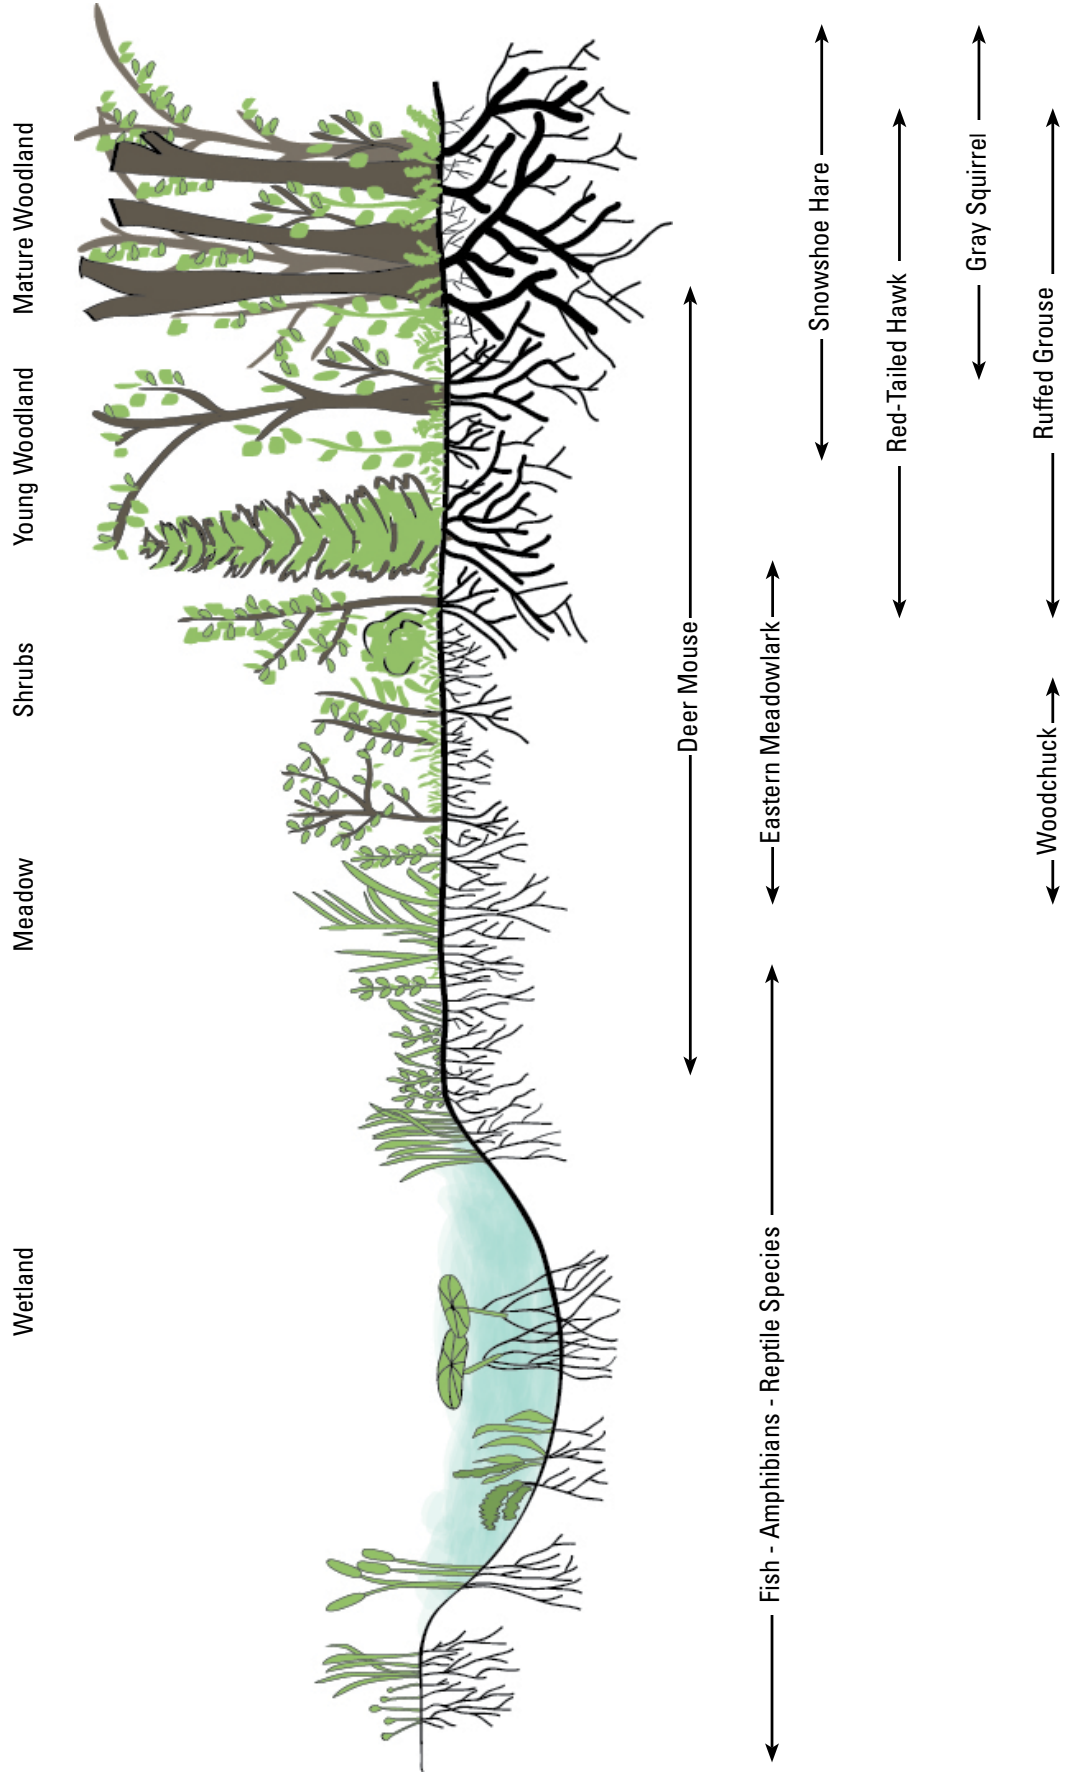 Wetland
Meadow
Shrubs
Young Woodland
Mature Woodland
Deer Mouse
Fish - Amphibians - Reptile Species
Eastern Meadowlark
Snowshoe Hare
Red-Tailed Hawk
Gray Squirrel
Woodchuck
Ruffed Grouse